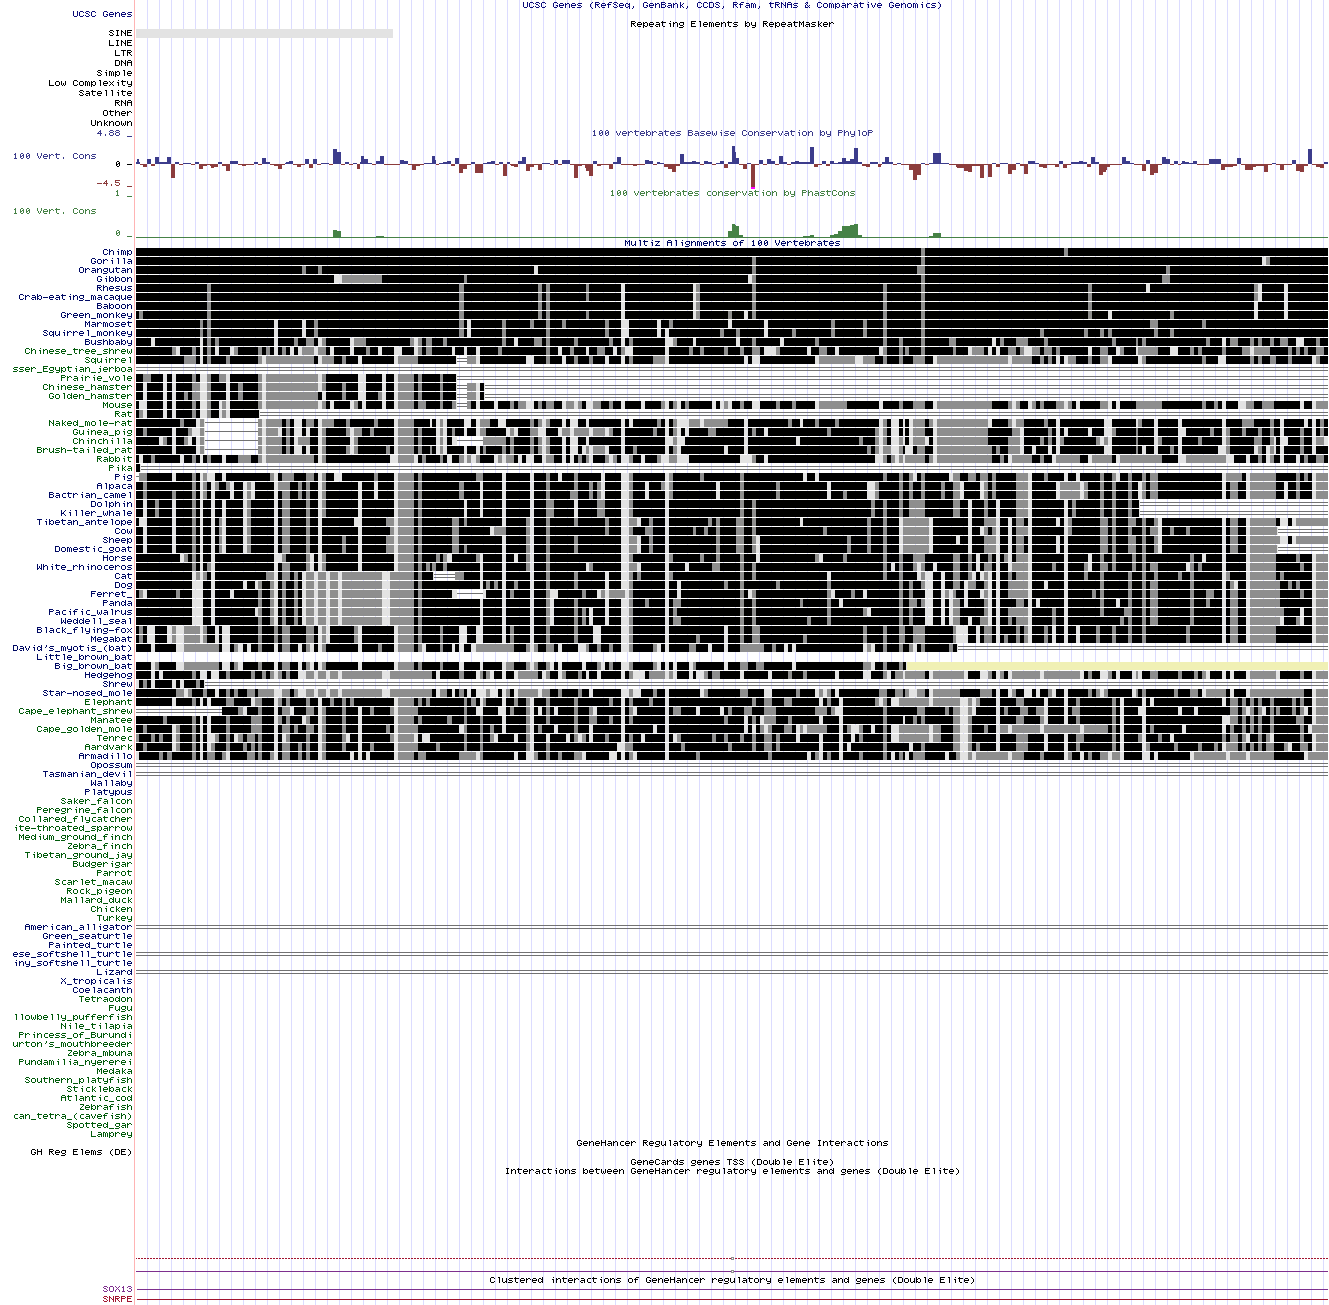 UCSC Genes (RefSeq, GenBank, CCDS, Rfam, tRNAs & Comparative Genomics)
UCSC Genes
Repeating Elements by RepeatMasker
SINE
LINE
LTR
DNA
Simple
Low Complexity
Satellite
RNA
Other
Unknown
4.88 _
100 vertebrates Basewise Conservation by PhyloP
100 Vert. Cons
0 _
-4.5 _
100 vertebrates conservation by PhastCons
1 _
100 Vert. Cons
0 _
Multiz Alignments of 100 Vertebrates
Chimp
Gorilla
Orangutan
Gibbon
Rhesus
Crab-eating_macaque
Baboon
Green_monkey
Marmoset
Squirrel_monkey
Bushbaby
Chinese_tree_shrew
Squirrel
sser_Egyptian_jerboa
Prairie_vole
Chinese_hamster
Golden_hamster
Mouse
Rat
Naked_mole-rat
Guinea_pig
Chinchilla
Brush-tailed_rat
Rabbit
Pika
Pig
Alpaca
Bactrian_camel
Dolphin
Killer_whale
Tibetan_antelope
Cow
Sheep
Domestic_goat
Horse
White_rhinoceros
Cat
Dog
Ferret_
Panda
Pacific_walrus
Weddell_seal
Black_flying-fox
Megabat
David's_myotis_(bat)
Little_brown_bat
Big_brown_bat
Hedgehog
Shrew
Star-nosed_mole
Elephant
Cape_elephant_shrew
Manatee
Cape_golden_mole
Tenrec
Aardvark
Armadillo
Opossum
Tasmanian_devil
Wallaby
Platypus
Saker_falcon
Peregrine_falcon
Collared_flycatcher
ite-throated_sparrow
Medium_ground_finch
Zebra_finch
Tibetan_ground_jay
Budgerigar
Parrot
Scarlet_macaw
Rock_pigeon
Mallard_duck
Chicken
Turkey
American_alligator
Green_seaturtle
Painted_turtle
ese_softshell_turtle
iny_softshell_turtle
Lizard
X_tropicalis
Coelacanth
Tetraodon
Fugu
llowbelly_pufferfish
Nile_tilapia
Princess_of_Burundi
urton's_mouthbreeder
Zebra_mbuna
Pundamilia_nyererei
Medaka
Southern_platyfish
Stickleback
Atlantic_cod
Zebrafish
can_tetra_(cavefish)
Spotted_gar
Lamprey
GeneHancer Regulatory Elements and Gene Interactions
GH Reg Elems (DE)
GeneCards genes TSS (Double Elite)
Interactions between GeneHancer regulatory elements and genes (Double Elite)
Clustered interactions of GeneHancer regulatory elements and genes (Double Elite)
SOX13
SNRPE